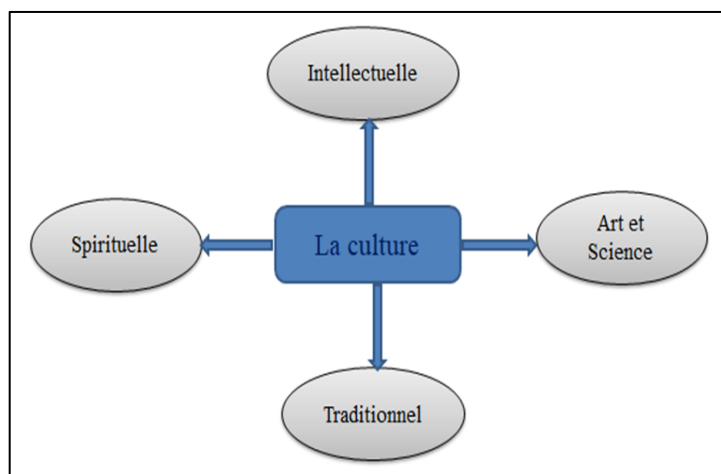 Intellectuelle
Spirituelle
La culture
Art et
Science
Traditionnel